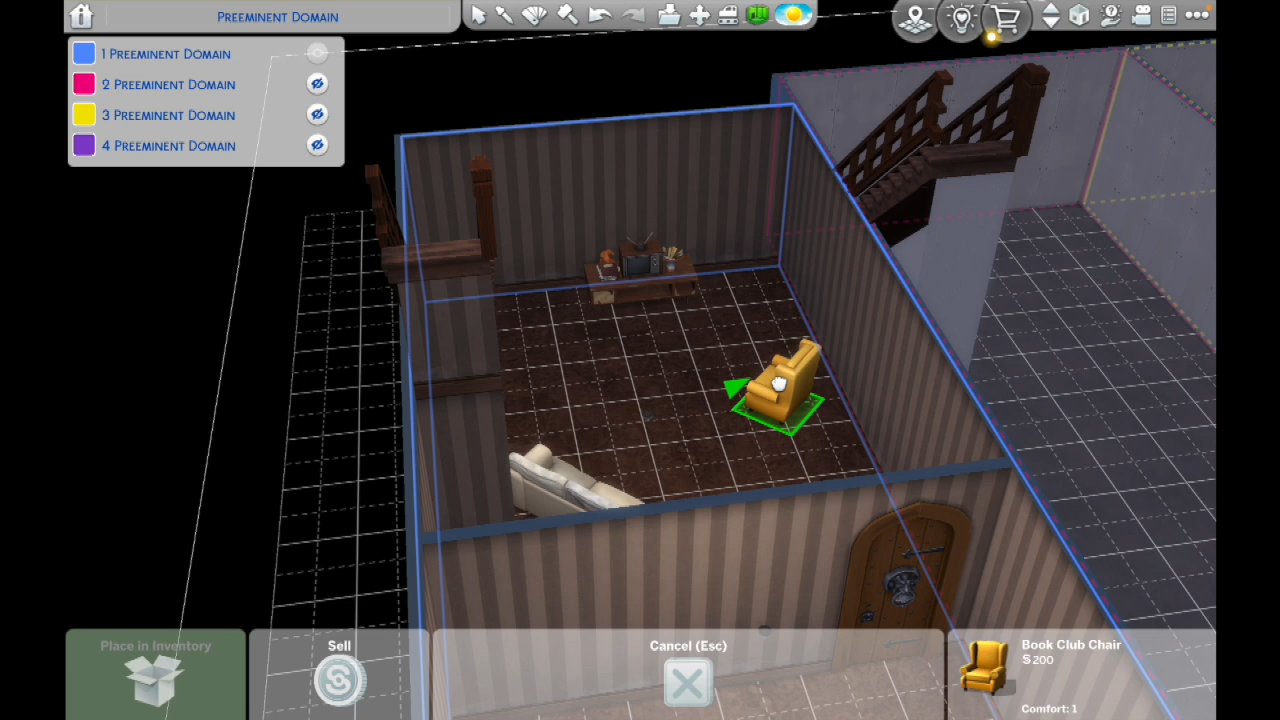 Preeminent Domain
1 Preeminent Domain
2 Preeminent Domain
3 Preeminent Domain
4 Preeminent Domain
Place in Inventory
Sell
Cancel (Esc)
Book Club Chair
§200
Comfort: 1